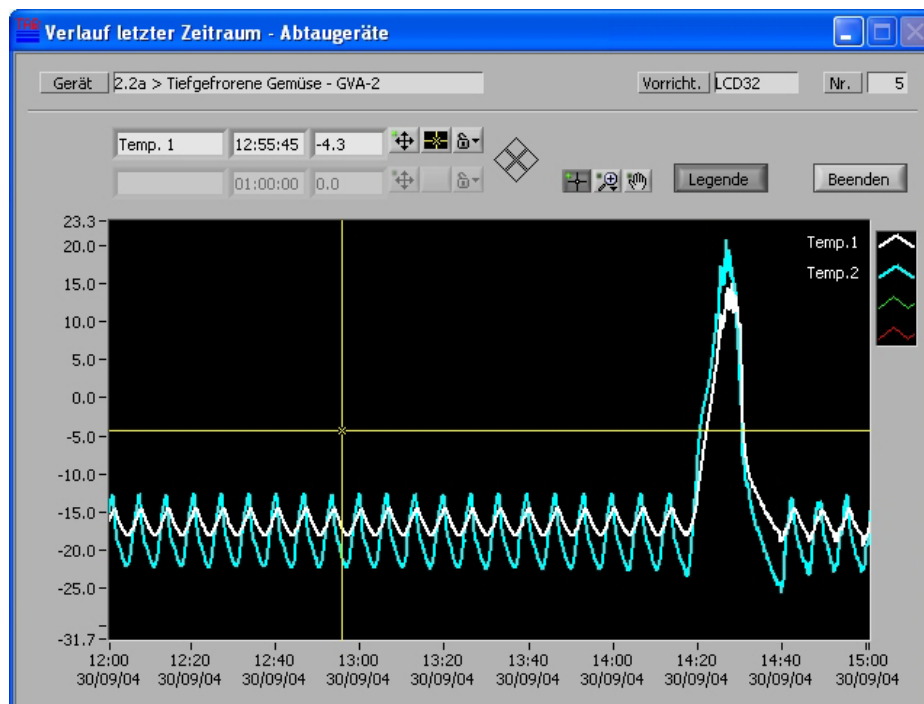 TAB Verlauf letzter Zeitraum - Abtaugeräte
Gerät 2.2a > Tiefgefrorene Gemüse - GVA-2 Vorricht. LCD32 Nr. 5
Temp. 1 12:55:45 -4.3
01:00:00 0.0
Legende Beenden
23.3
20.0
15.0
10.0
5.0
0.0
-5.0
-10.0
-15.0
-20.0
-25.0
-31.7
Temp.1
Temp.2
12:00 12:20 12:40 13:00 13:20 13:40 14:00 14:20 14:40 15:00
30/09/04 30/09/04 30/09/04 30/09/04 30/09/04 30/09/04 30/09/04 30/09/04 30/09/04 30/09/04